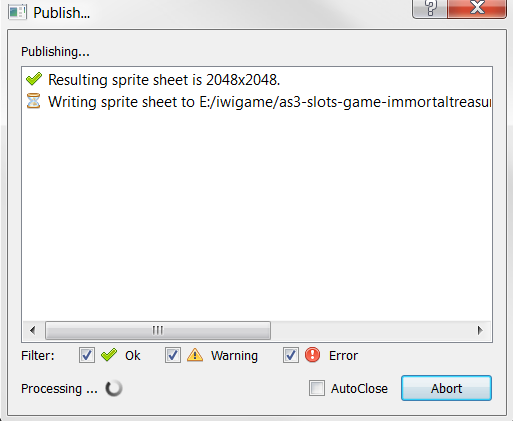 Publish...
Publishing...
Resulting sprite sheet is 2048x2048.
Writing sprite sheet to E:/iwigame/as3-slots-game-immortaltreasur
Filter: Ok Warning Error
Processing ... AutoClose Abort